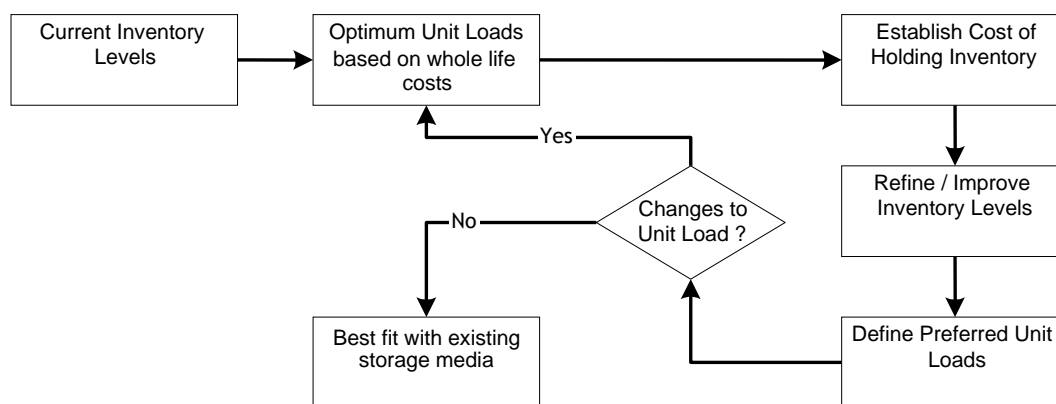 Current Inventory
Levels
Optimum Unit Loads
based on whole life
costs
Establish Cost of
Holding Inventory
Yes
Refine / Improve
Inventory Levels
Changes to
Unit Load ?
No
Best fit with existing
storage media
Define Preferred Unit
Loads